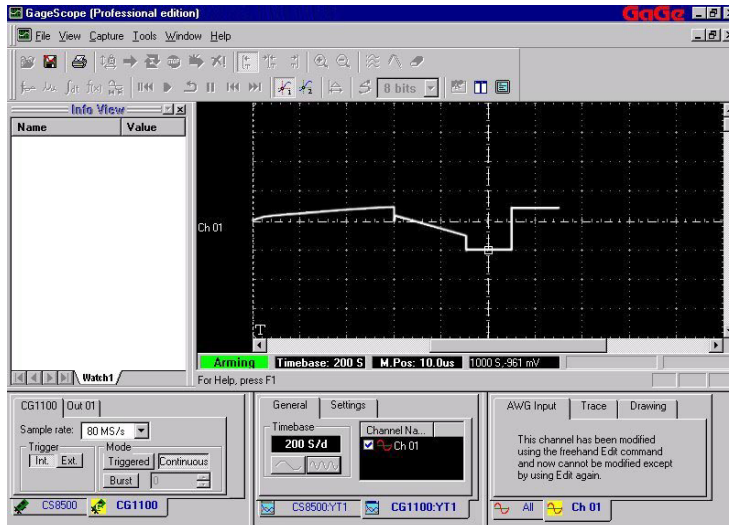 GageScope (Professional edition)
GaGe
File View Capture Tools Window Help
8 bits
Info View
Name Value
Ch 01
T
Watch1
Arming Timebase: 200 S M.Pos: 10.0us 1000 S,-961 mV
For Help, press F1
CG1100 Out 01
Sample rate: 80 MS/s
Trigger
Int. Ext.
Mode
Triggered Continuous
Burst 0
CS8500 CG1100
General Settings
Timebase
200 S/d
Channel Na...
Ch 01
CS8500:YT1 CG1100:YT1
AWG Input Trace Drawing
This channel has been modified
using the freehand Edit command
and now cannot be modified except
by using Edit again.
All Ch 01